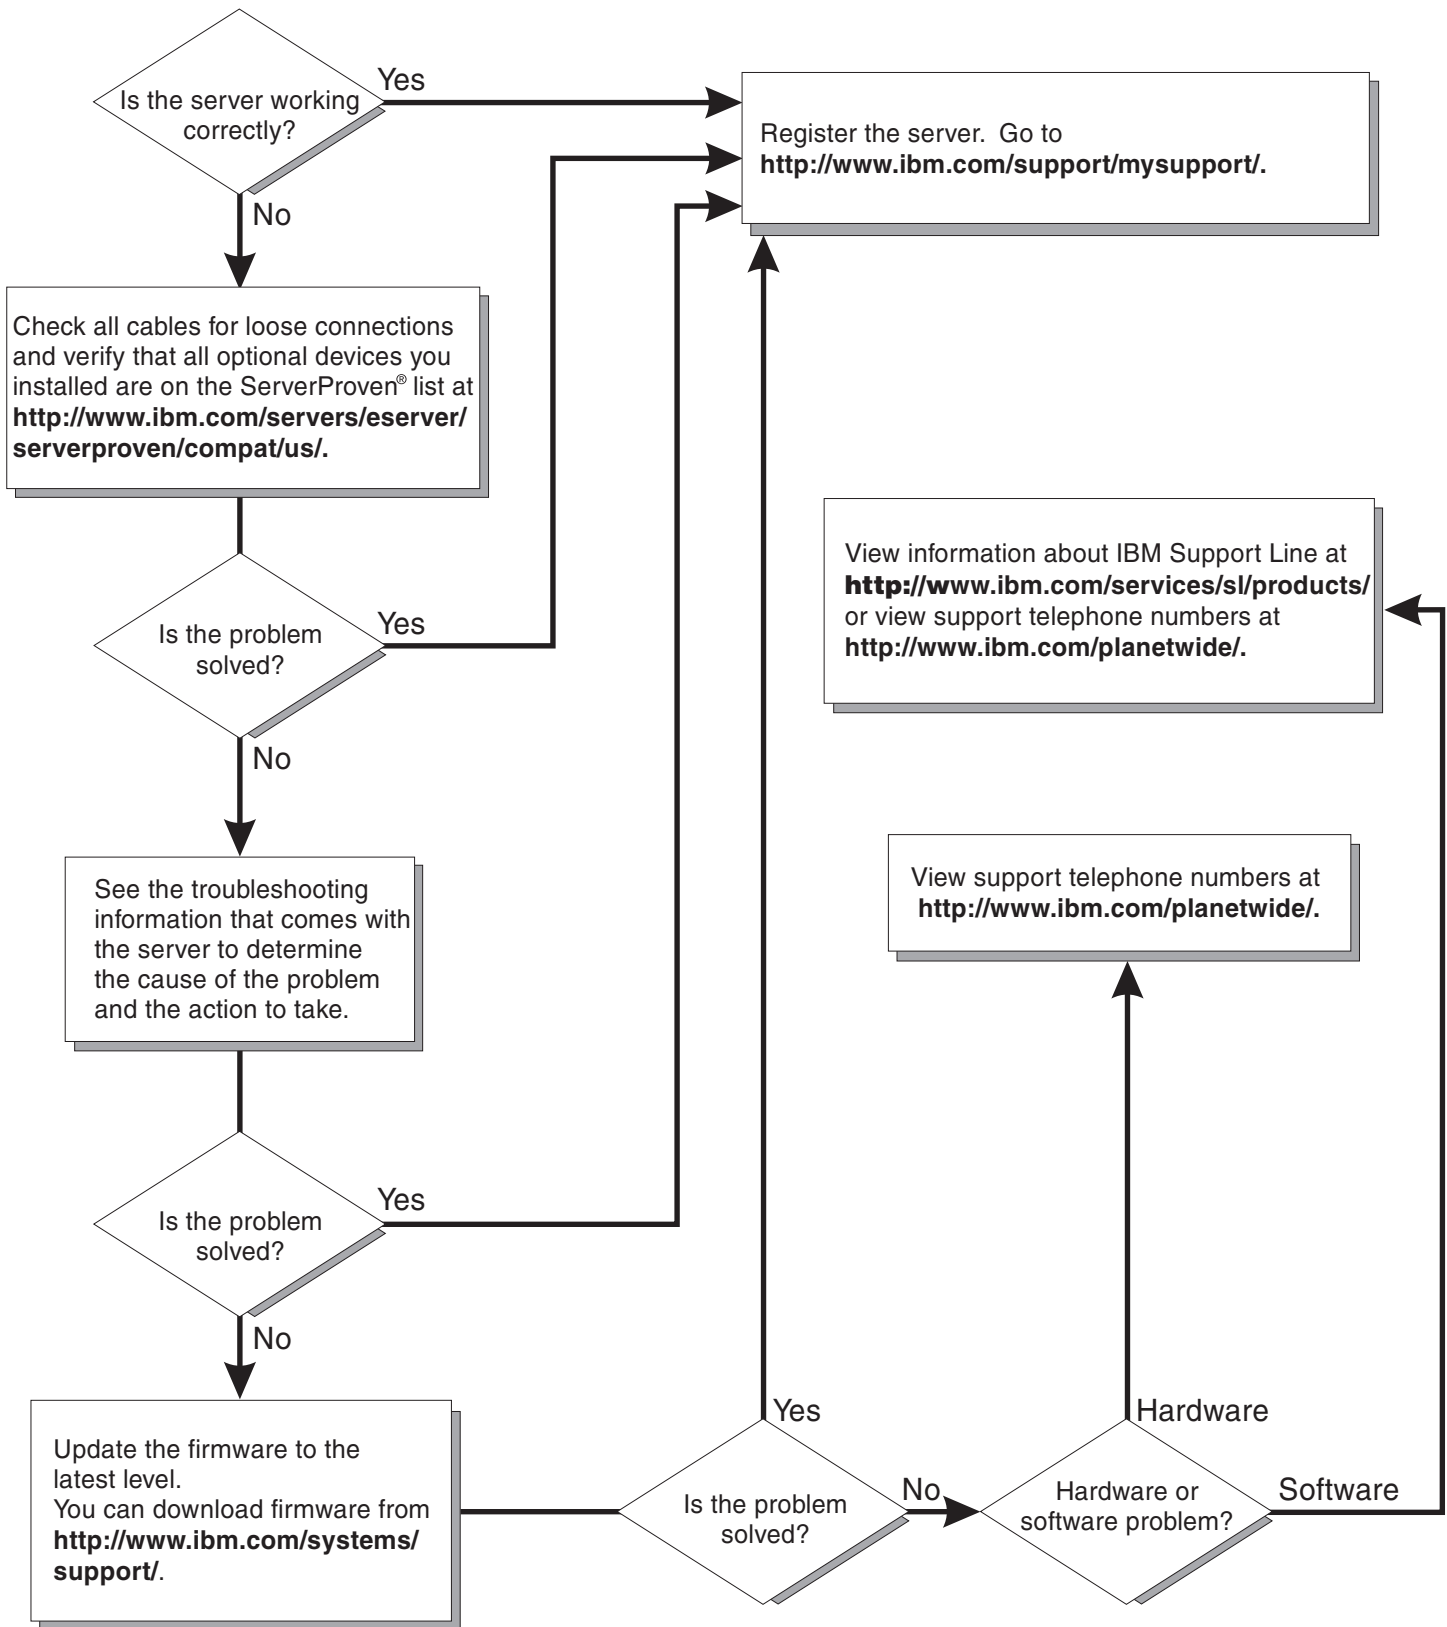 Is the server working
correctly?
Yes
No
Register the server. Go to
http://www.ibm.com/support/mysupport/.
Check all cables for loose connections
and verify that all optional devices you
installed are on the ServerProven® list at
http://www.ibm.com/servers/eserver/
serverproven/compat/us/.
Is the problem
solved?
Yes
No
View information about IBM Support Line at
http://www.ibm.com/services/sl/products/
or view support telephone numbers at
http://www.ibm.com/planetwide/.
See the troubleshooting
information that comes with
the server to determine
the cause of the problem
and the action to take.
View support telephone numbers at
http://www.ibm.com/planetwide/.
Is the problem
solved?
Yes
No
Update the firmware to the
latest level.
You can download firmware from
http://www.ibm.com/systems/
support/.
Is the problem
solved?
Yes
No
Hardware or
software problem?
Hardware
Software